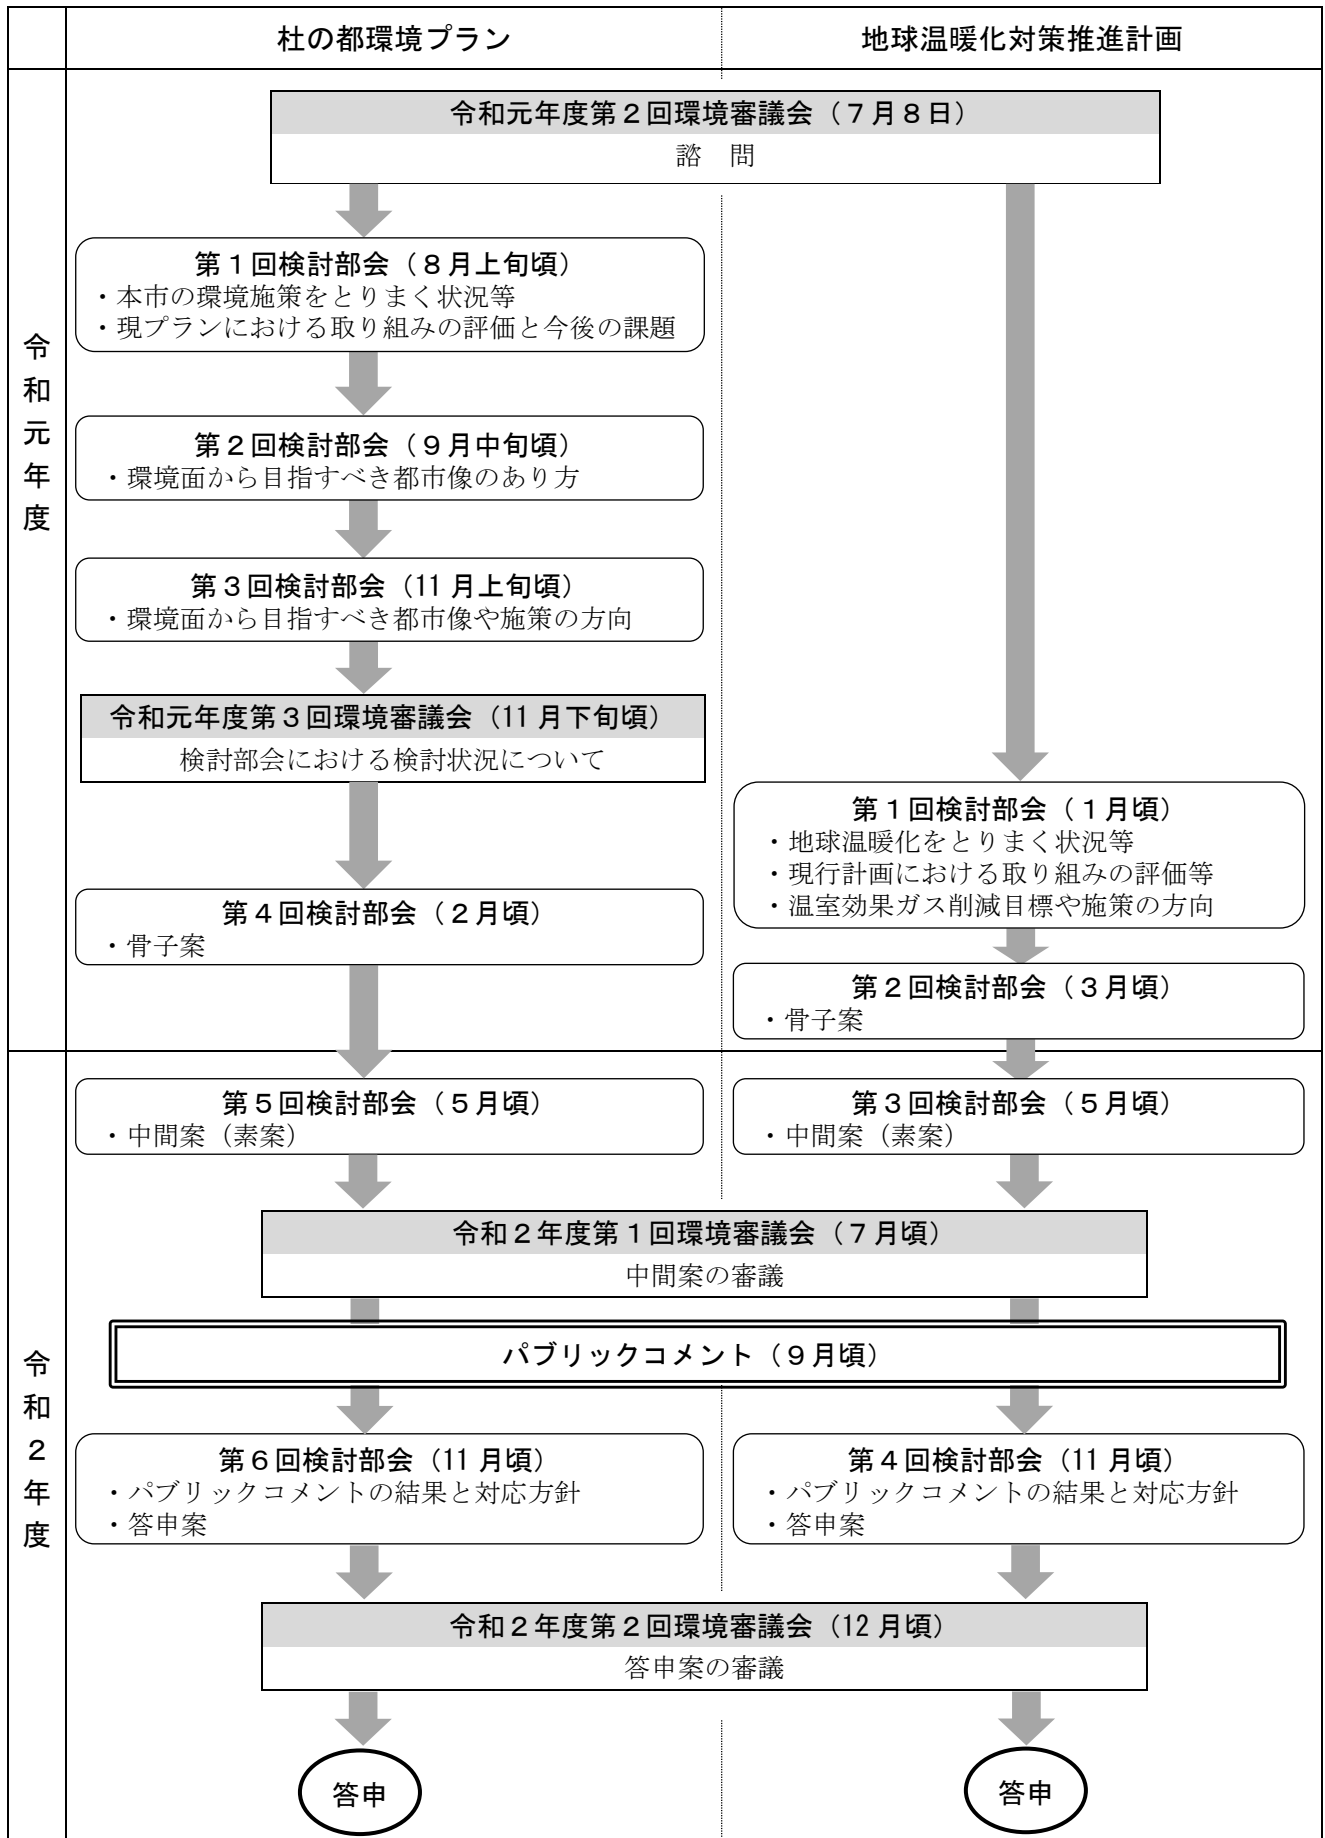 杜の都環境プラン
地球温暖化対策推進計画
令和元年度
令和元年度第２回環境審議会（７月８日）
諮　問
第１回検討部会（８月上旬頃）
・本市の環境施策をとりまく状況等
・現プランにおける取り組みの評価と今後の課題
第２回検討部会（９月中旬頃）
・環境面から目指すべき都市像のあり方
第３回検討部会（11月上旬頃）
・環境面から目指すべき都市像や施策の方向
令和元年度第３回環境審議会（11月下旬頃）
検討部会における検討状況について
第１回検討部会（１月頃）
・地球温暖化をとりまく状況等
・現行計画における取り組みの評価等
・温室効果ガス削減目標や施策の方向
第４回検討部会（２月頃）
・骨子案
第２回検討部会（３月頃）
・骨子案
令和２年度
第５回検討部会（５月頃）
・中間案（素案）
第３回検討部会（５月頃）
・中間案（素案）
令和２年度第１回環境審議会（７月頃）
中間案の審議
パブリックコメント（９月頃）
第６回検討部会（11月頃）
・パブリックコメントの結果と対応方針
・答申案
第４回検討部会（11月頃）
・パブリックコメントの結果と対応方針
・答申案
令和２年度第２回環境審議会（12月頃）
答申案の審議
答申
答申